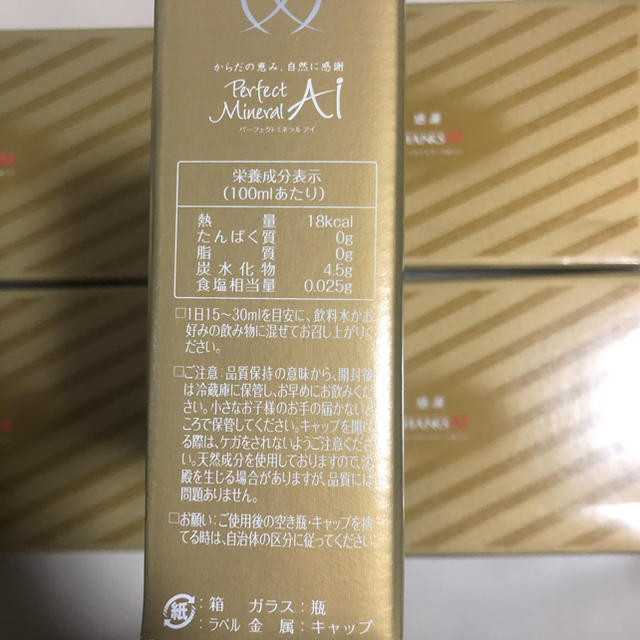 からだの恵み、自然に感謝
Perfect
Mineral Ai
パーフェクトミネラル アイ
栄養成分表示
(100mlあたり)
熱量 18kcal
たんぱく質 0g
脂質 0g
炭水化物 4.5g
食塩相当量 0.025g
□1日15〜30mlを目安に、飲料水かお
好みの飲み物に混ぜてお召し上がりく
ださい。
□ご注意:品質保持の意味から、開封後
は冷蔵庫に保管し、お早めにお飲みくだ
さい。小さなお子様のお手の届かないと
ころで保管してください。キャップを開け
る際は、ケガをされないようご注意くださ
い。天然成分を使用しておりますので、沈
殿を生じる場合がありますが、品質には
問題ありません。
□お願い:ご使用後の空き瓶・キャップを捨
てる時は、自治体の区分に従ってください。
紙 :箱 ガラス:瓶
:ラベル 金属:キャップ
感謝
HANKS
感謝
HANKS